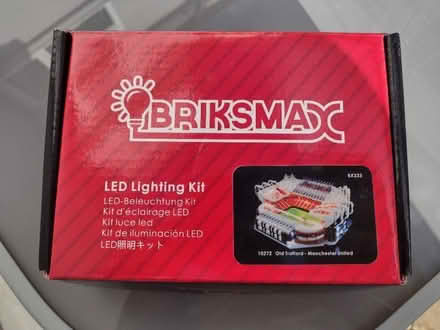 BRIKSMAX
LED Lighting Kit
LED-Beleuchtung Kit
Kit d'éclairage LED
Kit luce led
Kit de iluminación LED
LED照明キット
BX233
10272 Old Trafford - Manchester United